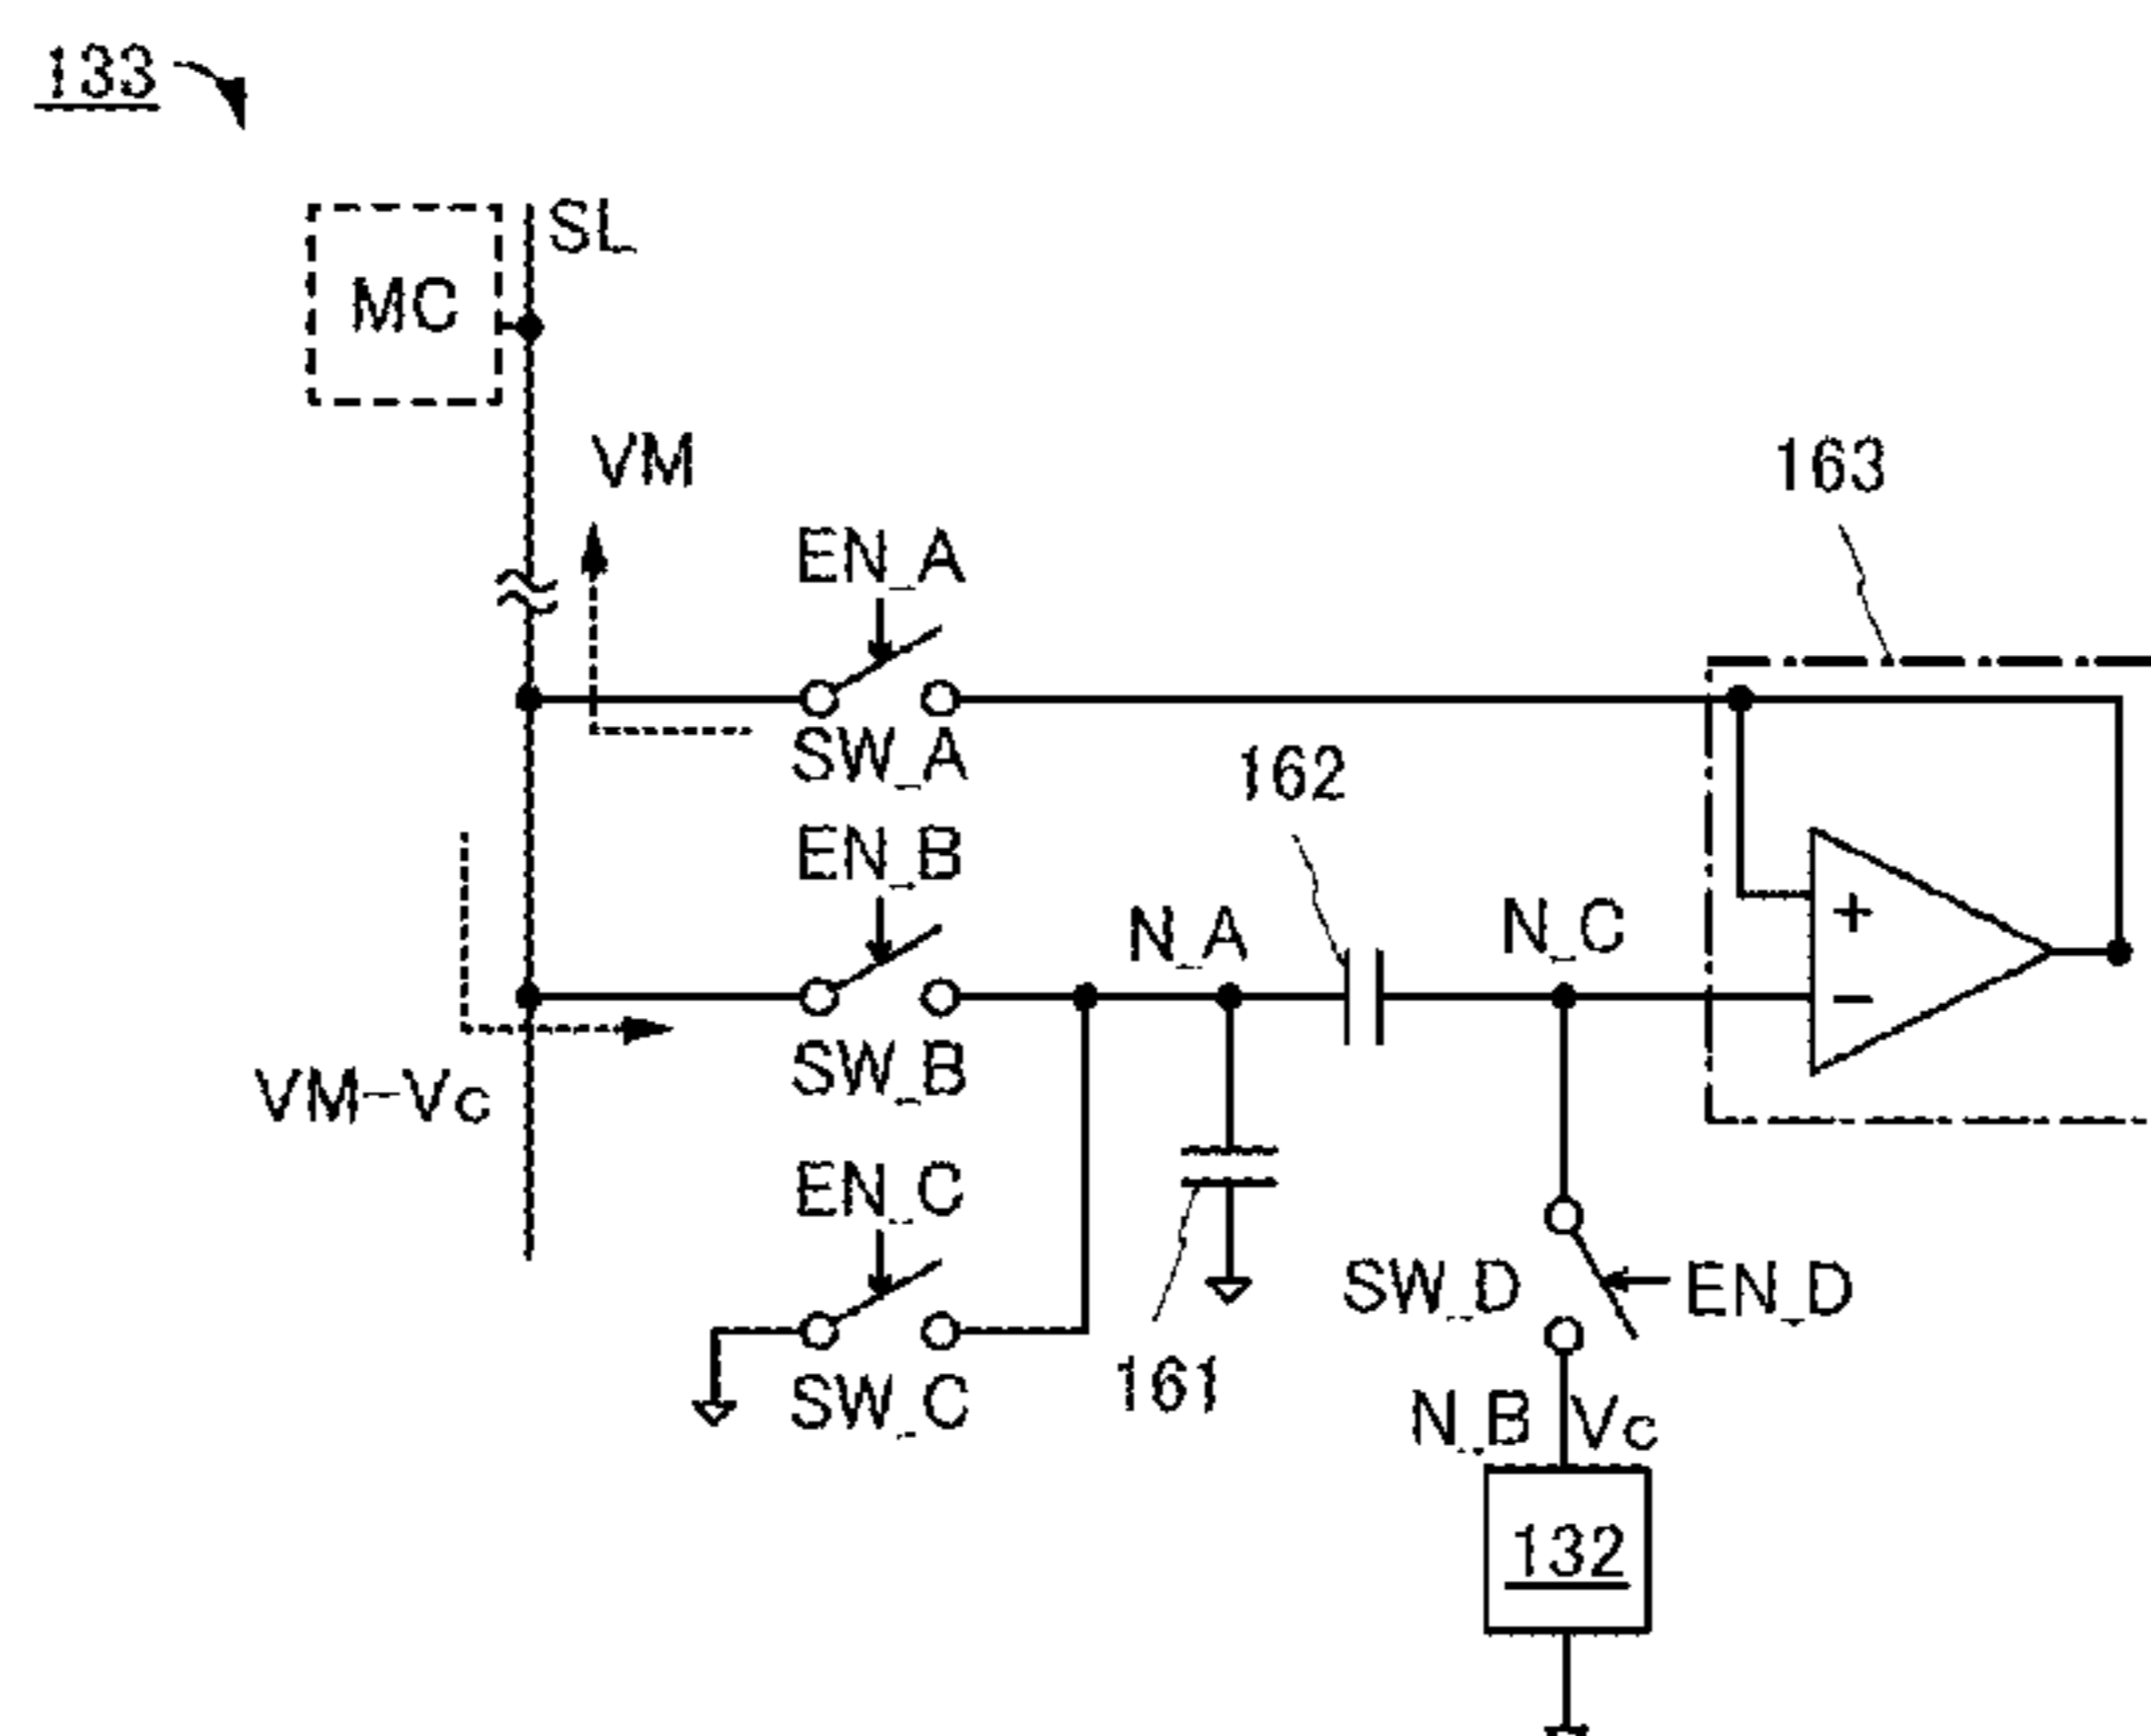 133
SL
MC
VM
163
EN_A
SW_A
162
EN_B
N_A
N_C
+
−
SW_B
VM−Vc
EN_C
SW_D
EN_D
161
SW_C
N_B
Vc
132